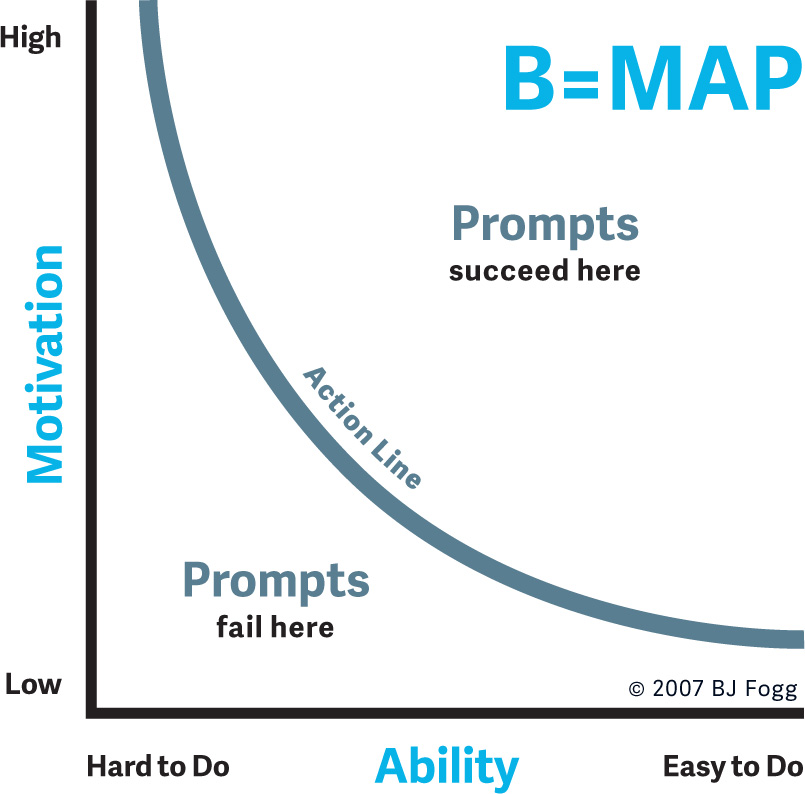 High
B=MAP
Prompts
succeed here
Motivation
Action Line
Prompts
fail here
Low
© 2007 BJ Fogg
Hard to Do
Ability
Easy to Do